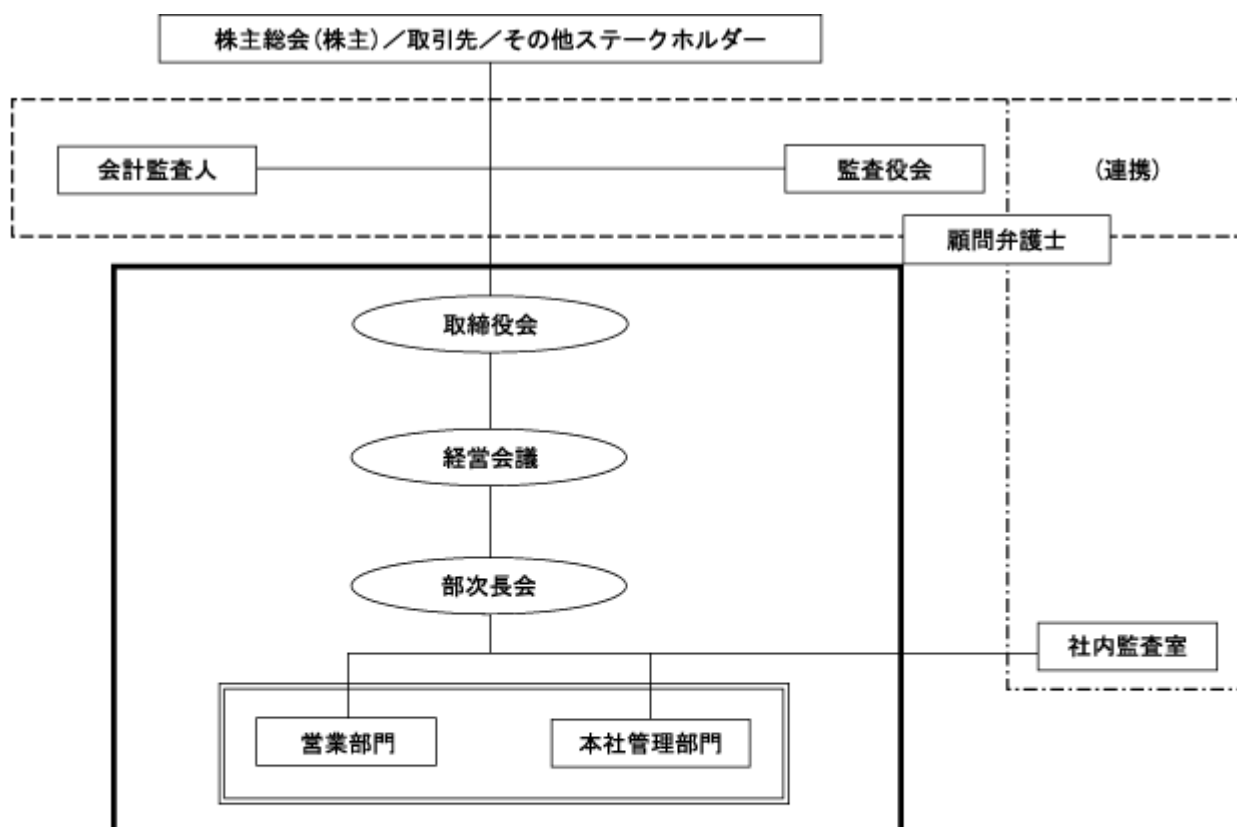 株主総会(株主)／取引先／その他ステークホルダー
会計監査人
監査役会
(連携)
顧問弁護士
取締役会
経営会議
部次長会
社内監査室
営業部門
本社管理部門